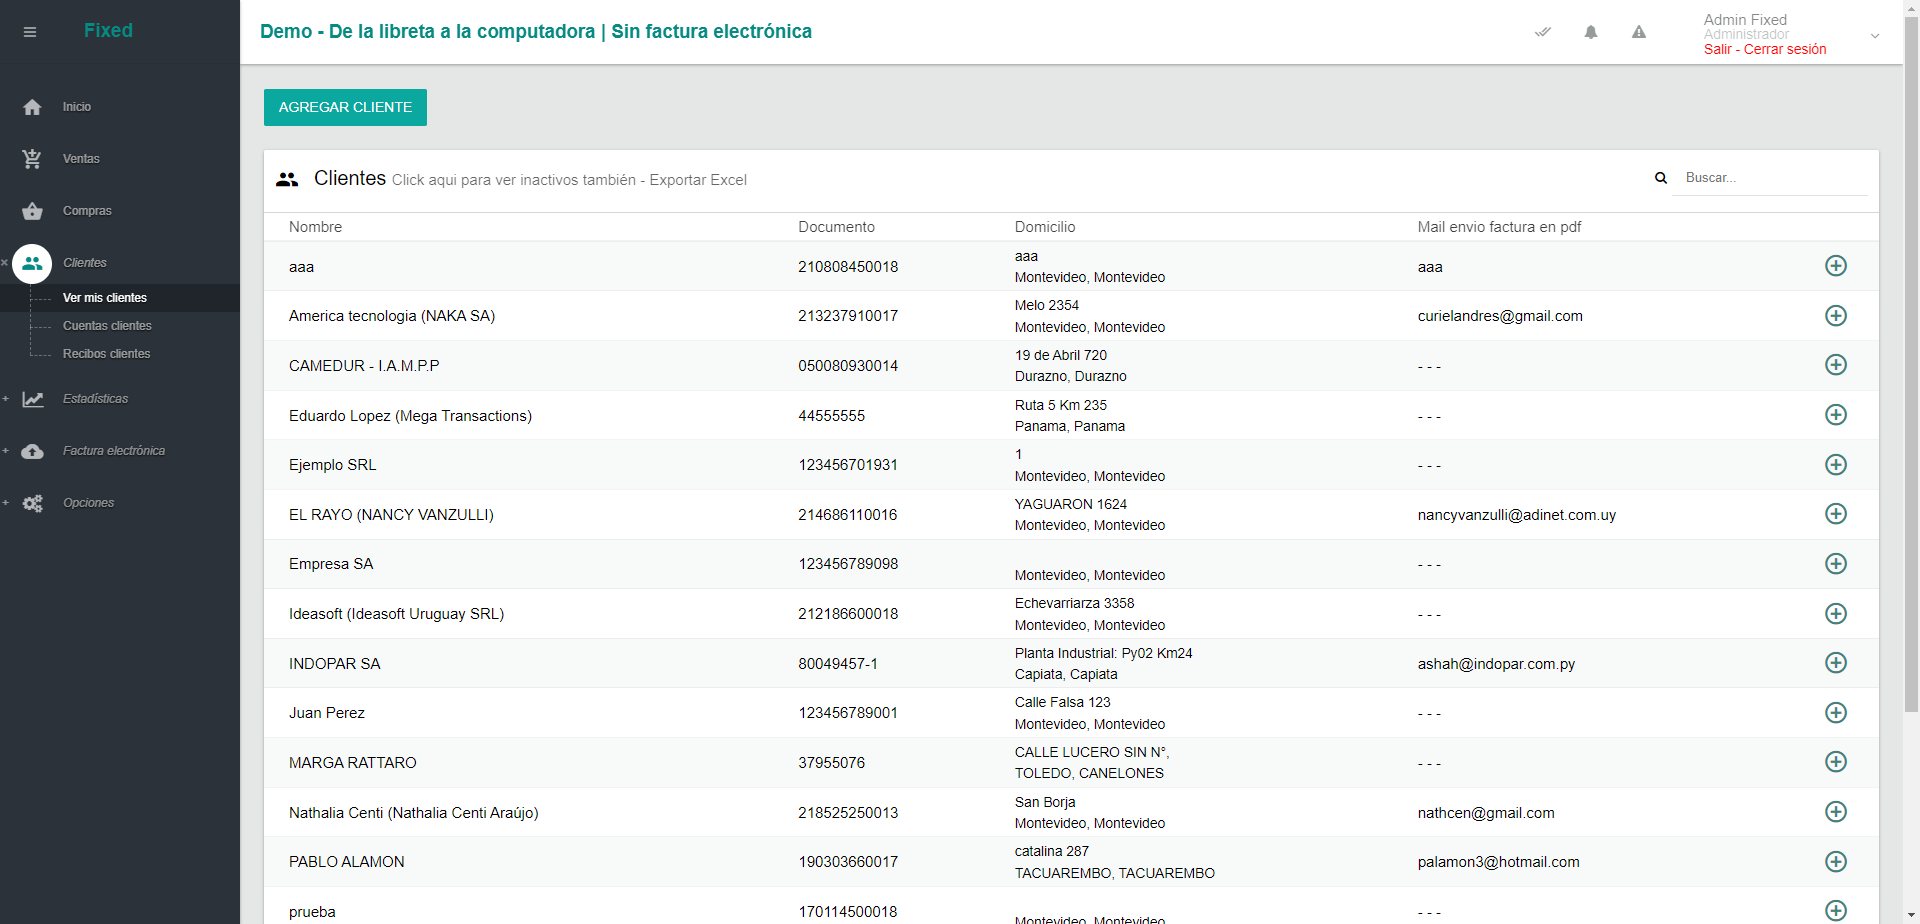 Fixed
Demo - De la libreta a la computadora | Sin factura electrónica
Admin Fixed
Administrador
Salir - Cerrar sesión
Inicio
Ventas
Compras
Clientes
Ver mis clientes
Cuentas clientes
Recibos clientes
Estadísticas
Factura electrónica
Opciones
AGREGAR CLIENTE
Clientes Click aqui para ver inactivos también - Exportar Excel
Buscar...
Nombre Documento Domicilio Mail envio factura en pdf
aaa 210808450018 aaa
Montevideo, Montevideo aaa
America tecnologia (NAKA SA) 213237910017 Melo 2354
Montevideo, Montevideo curielandres@gmail.com
CAMEDUR - I.A.M.P.P 050080930014 19 de Abril 720
Durazno, Durazno - - -
Eduardo Lopez (Mega Transactions) 44555555 Ruta 5 Km 235
Panama, Panama - - -
Ejemplo SRL 123456701931 1
Montevideo, Montevideo - - -
EL RAYO (NANCY VANZULLI) 214686110016 YAGUARON 1624
Montevideo, Montevideo nancyvanzulli@adinet.com.uy
Empresa SA 123456789098
Montevideo, Montevideo - - -
Ideasoft (Ideasoft Uruguay SRL) 212186600018 Echevarriarza 3358
Montevideo, Montevideo - - -
INDOPAR SA 80049457-1 Planta Industrial: Py02 Km24
Capiata, Capiata ashah@indopar.com.py
Juan Perez 123456789001 Calle Falsa 123
Montevideo, Montevideo - - -
MARGA RATTARO 37955076 CALLE LUCERO SIN N°,
TOLEDO, CANELONES - - -
Nathalia Centi (Nathalia Centi Araújo) 218525250013 San Borja
Montevideo, Montevideo nathcen@gmail.com
PABLO ALAMON 190303660017 catalina 287
TACUAREMBO, TACUAREMBO palamon3@hotmail.com
prueba 170114500018
Montevideo, Montevideo - - -